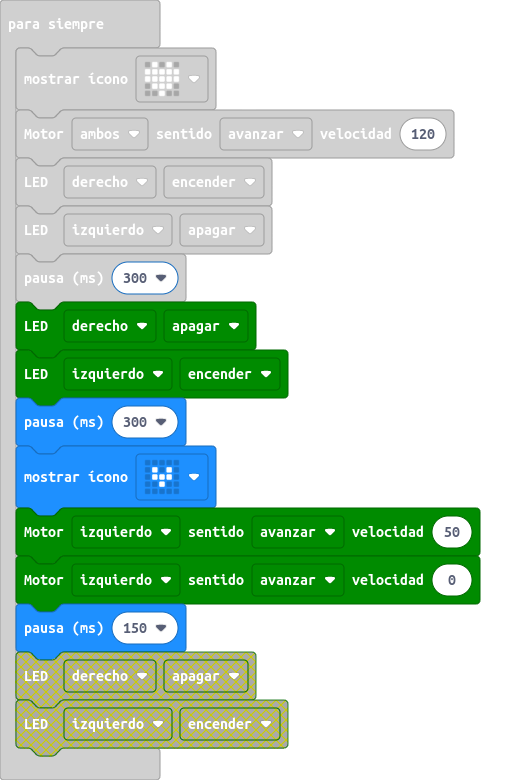 para siempre
mostrar icono
Motor ambos sentido avanzar velocidad 120
LED derecho encender
LED izquierdo apagar
pausa (ms) 300
LED derecho apagar
LED izquierdo encender
pausa (ms) 300
mostrar icono
Motor izquierdo sentido avanzar velocidad 50
Motor izquierdo sentido avanzar velocidad 0
pausa (ms) 150
LED derecho apagar
LED izquierdo encender